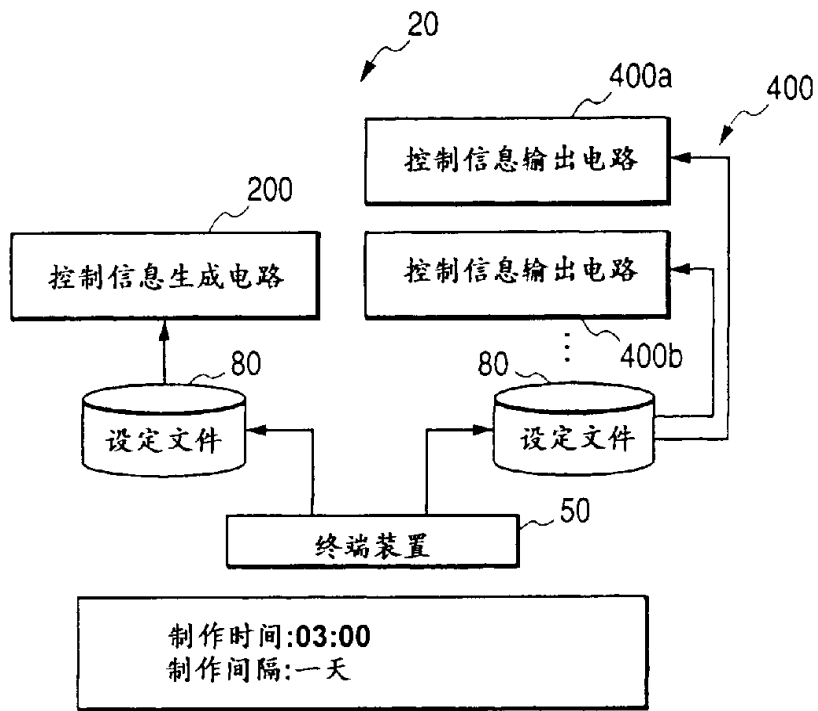 20
400a
400
控制信息输出电路
200
控制信息生成电路
控制信息输出电路
400b
80
设定文件
80
设定文件
50
终端装置
制作时间:03:00
制作间隔:一天